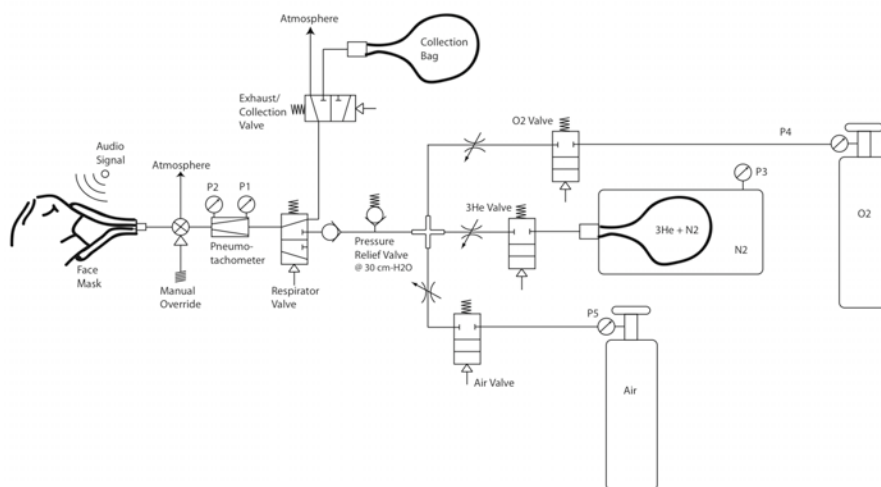 Atmosphere
Collection
Bag
Exhaust/
Collection
Valve
O2 Valve
P4
Audio
Signal
Atmosphere
P2
P1
P3
3He Valve
3He + N2
N2
O2
Pneumo-
tachometer
Pressure
Relief Valve
@ 30 cm-H2O
Face
Mask
Manual
Override
Respirator
Valve
P5
Air Valve
Air